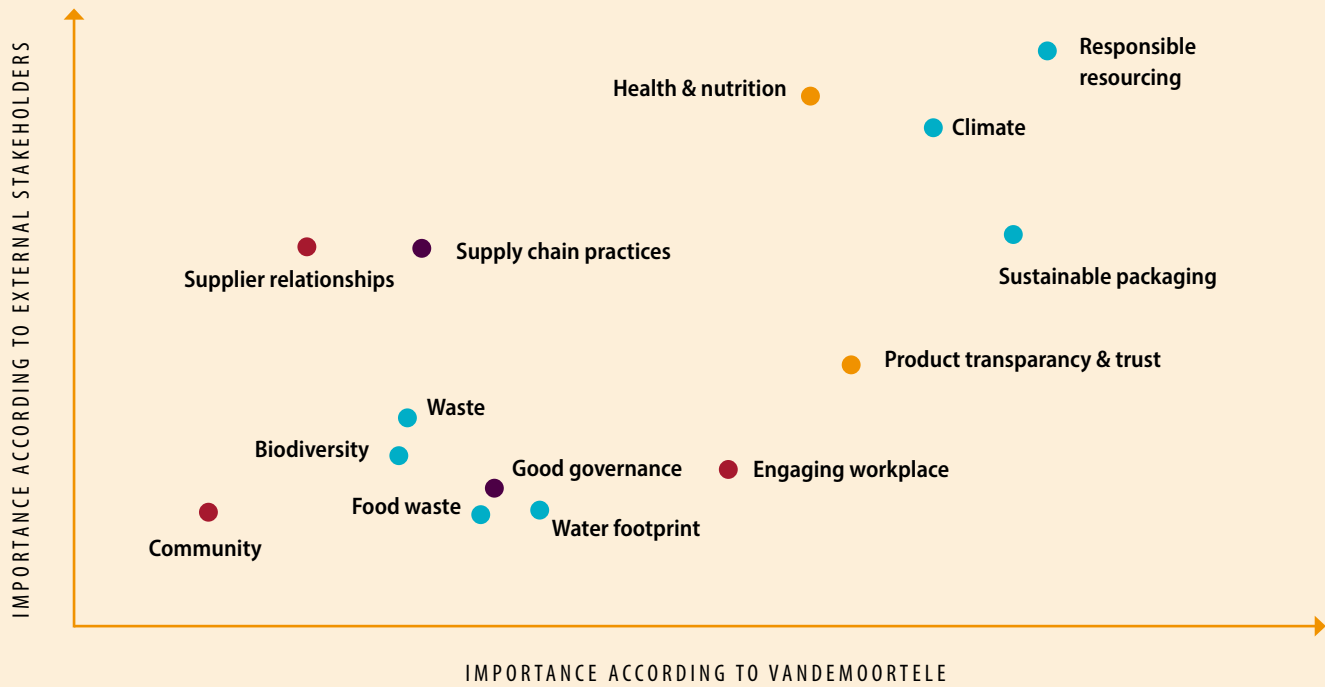 IMPORTANCE ACCORDING TO EXTERNAL STAKEHOLDERS
Responsible
resourcing
Health & nutrition
Climate
Supply chain practices
Supplier relationships
Sustainable packaging
Product transparancy & trust
Waste
Biodiversity
Good governance
Engaging workplace
Food waste
Water footprint
Community
IMPORTANCE ACCORDING TO VANDEMOORTELE